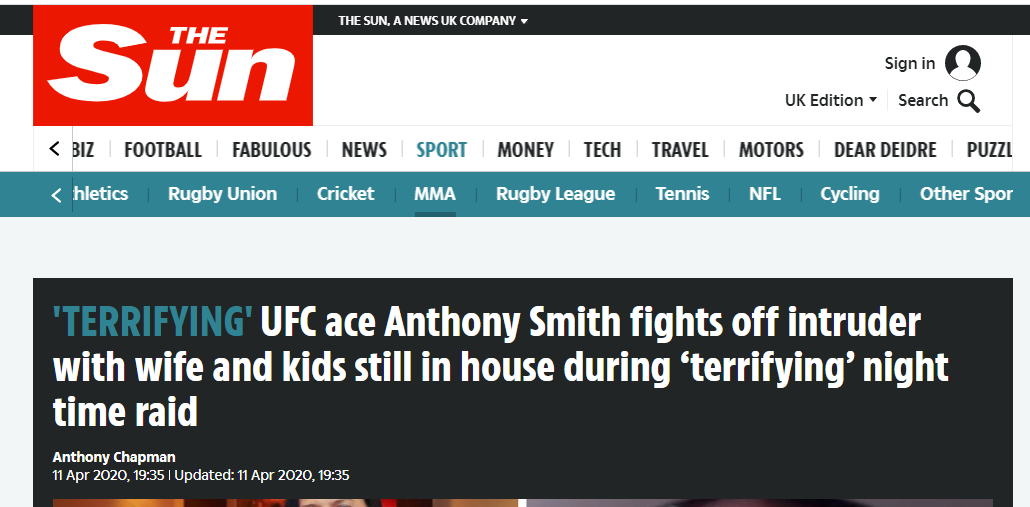 THE SUN, A NEWS UK COMPANY
THE
Sun
Sign in
UK Edition
Search
BIZ FOOTBALL FABULOUS NEWS SPORT MONEY TECH TRAVEL MOTORS DEAR DEIDRE PUZZL
hletics Rugby Union Cricket MMA Rugby League Tennis NFL Cycling Other Spor
'TERRIFYING' UFC ace Anthony Smith fights off intruder
with wife and kids still in house during ‘terrifying’ night
time raid
Anthony Chapman
11 Apr 2020, 19:35 | Updated: 11 Apr 2020, 19:35